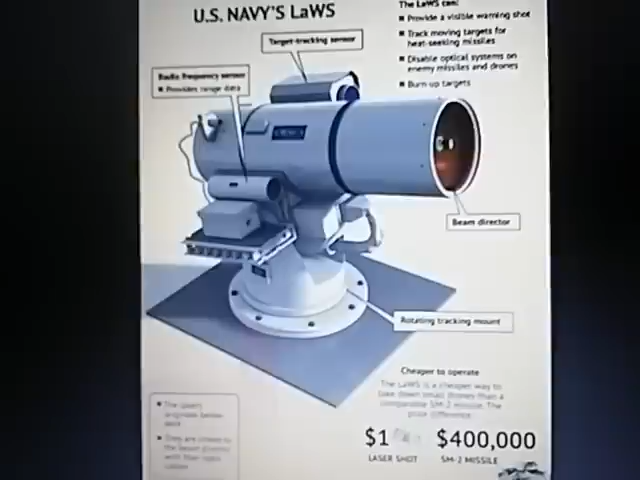 U.S. NAVY'S LaWS
The LaWS can:
■ Provide a visible warning shot
■ Track moving targets for
heat-seeking missiles
■ Disable optical systems on
enemy missiles and drones
■ Burn up targets
Target-tracking sensor
Radio frequency sensor
■ Provides range data
Beam director
Rotating tracking mount
Cheaper to operate
The LaWS is a cheaper way to
take down small drones than a
comparable SM-2 missile. The
price difference:
$1
$400,000
LASER SHOT
SM-2 MISSILE